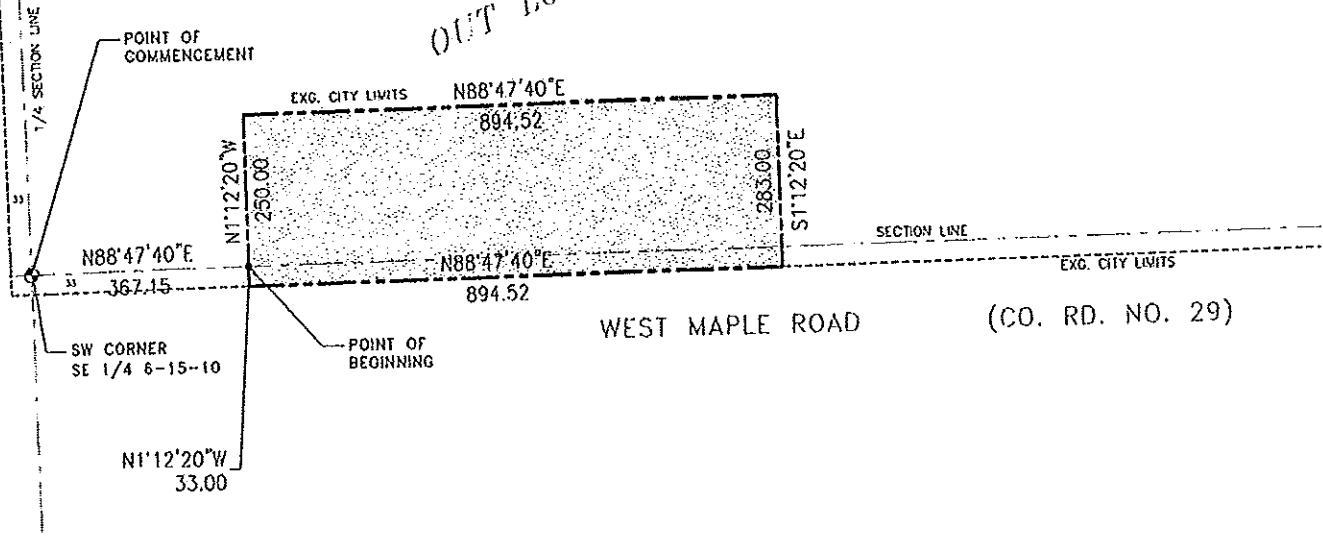 1/4 SECTION LINE
OUT
POINT OF
COMMENCEMENT
EXG. CITY LIMITS
N88°47'40"E
894.52
N1°12'20"W
250.00
283.00
S1°12'20"E
33
SECTION LINE
N88°47'40"E
367.15
33
N88°47'40"E
894.52
EXG. CITY LIMITS
WEST MAPLE ROAD
(CO. RD. NO. 29)
SW CORNER
SE 1/4 6-15-10
POINT OF
BEGINNING
N1°12'20"W
33.00